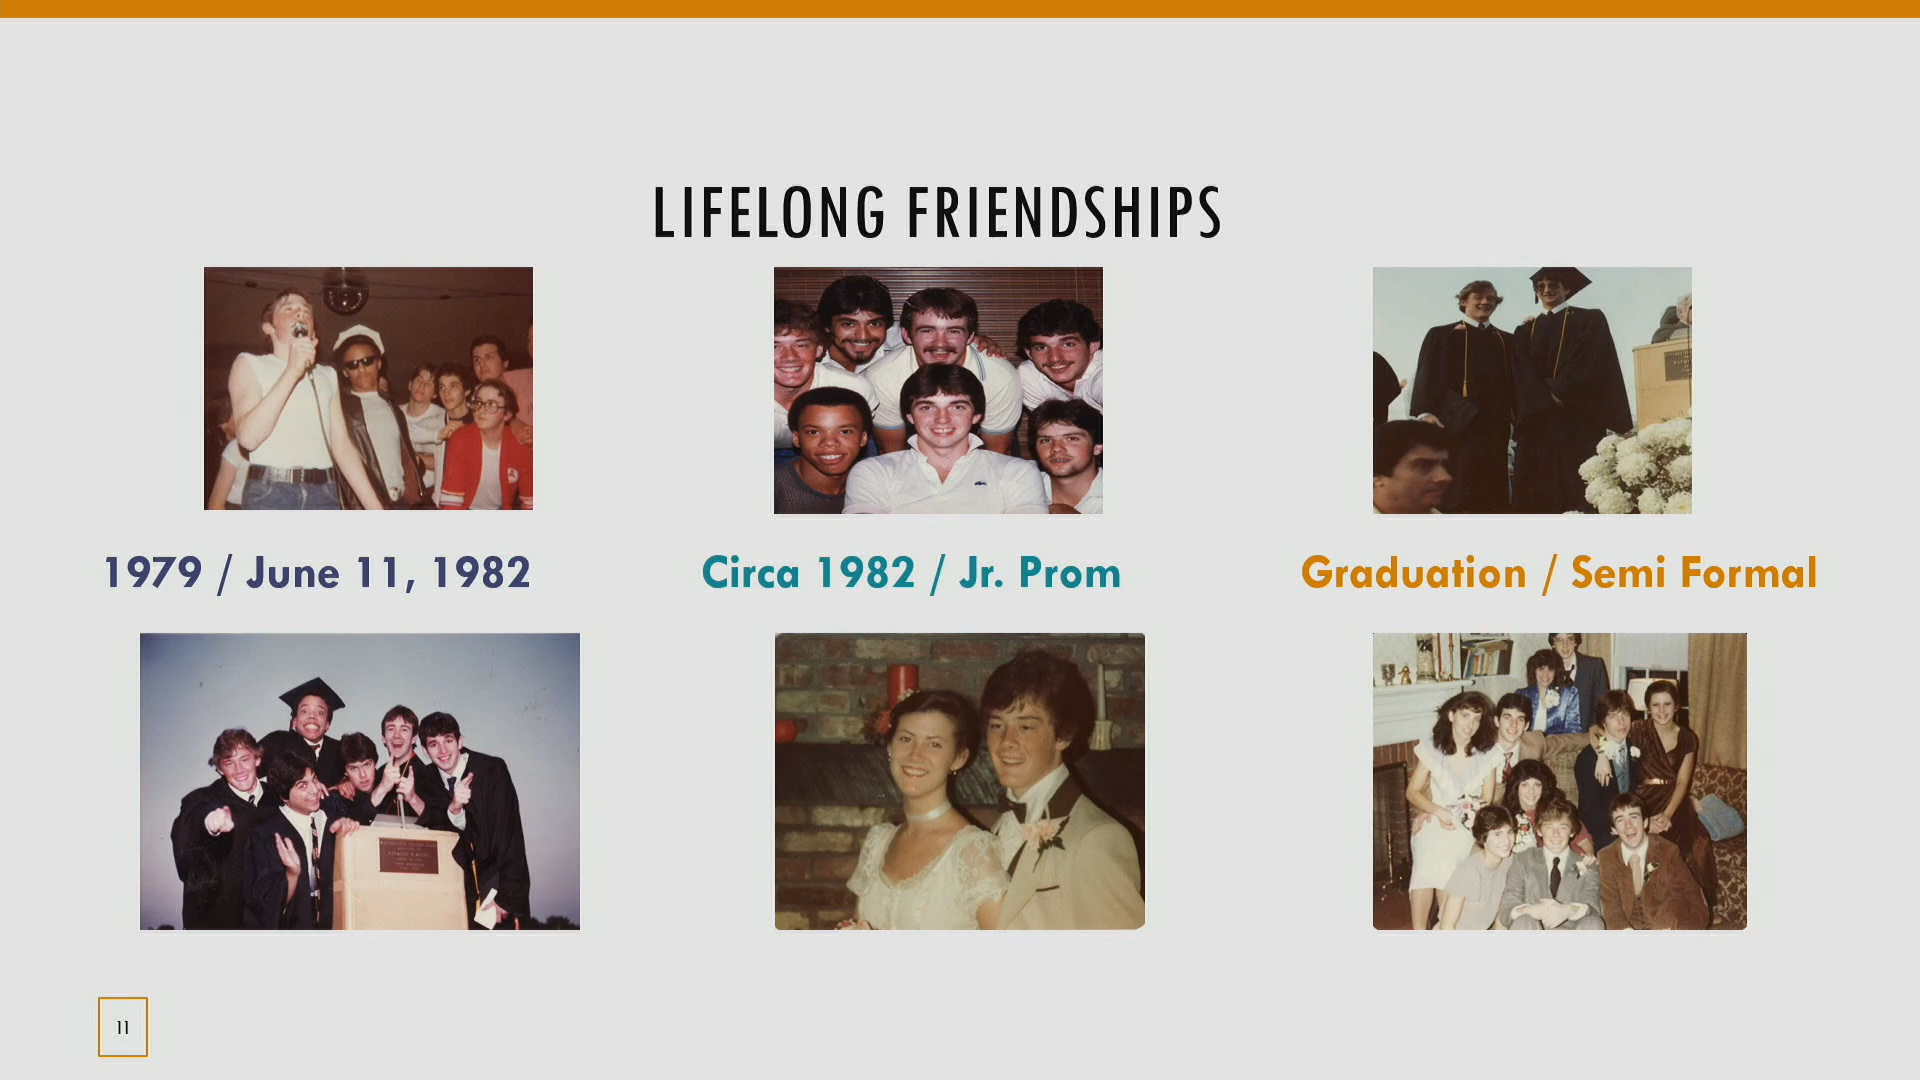 LIFELONG FRIENDSHIPS
1979 / June 11, 1982
Circa 1982 / Jr. Prom
Graduation / Semi Formal
11